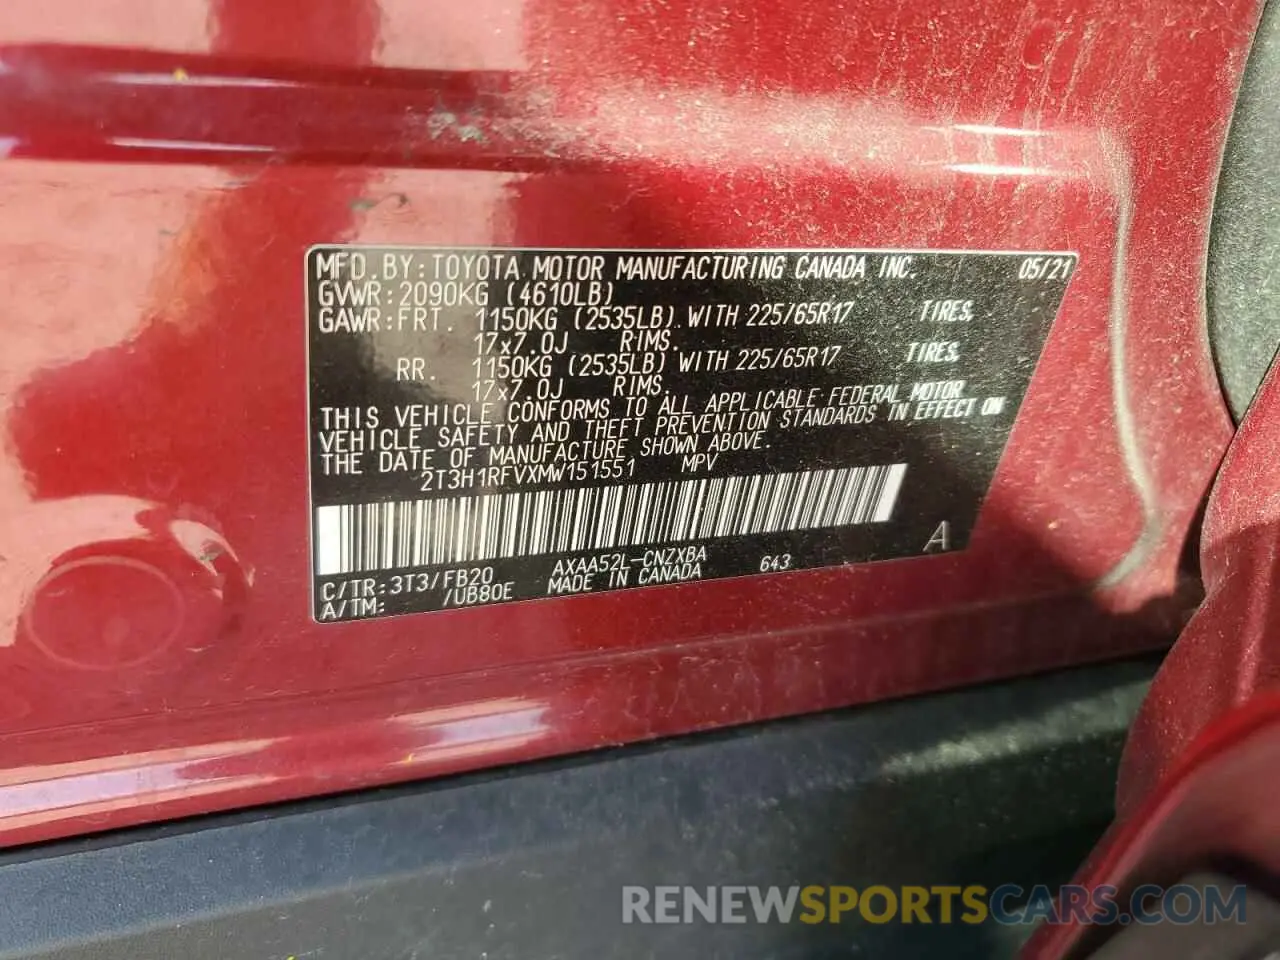 MFD.BY:TOYOTA MOTOR MANUFACTURING CANADA INC. 05/21
GVWR:2090KG (4610LB)
GAWR:FRT. 1150KG (2535LB) WITH 225/65R17 TIRES,
17x7.0J RIMS.
RR. 1150KG (2535LB) WITH 225/65R17 TIRES,
17x7.0J RIMS.
THIS VEHICLE CONFORMS TO ALL APPLICABLE FEDERAL MOTOR
VEHICLE SAFETY AND THEFT PREVENTION STANDARDS IN EFFECT ON
THE DATE OF MANUFACTURE SHOWN ABOVE.
2T3H1RFVXMW151551 MPV
C/TR:3T3/FB20 AXAA52L-CNZXBA 643 A
A/TM: /UB80E MADE IN CANADA
RENEWSPORTSCARS.COM